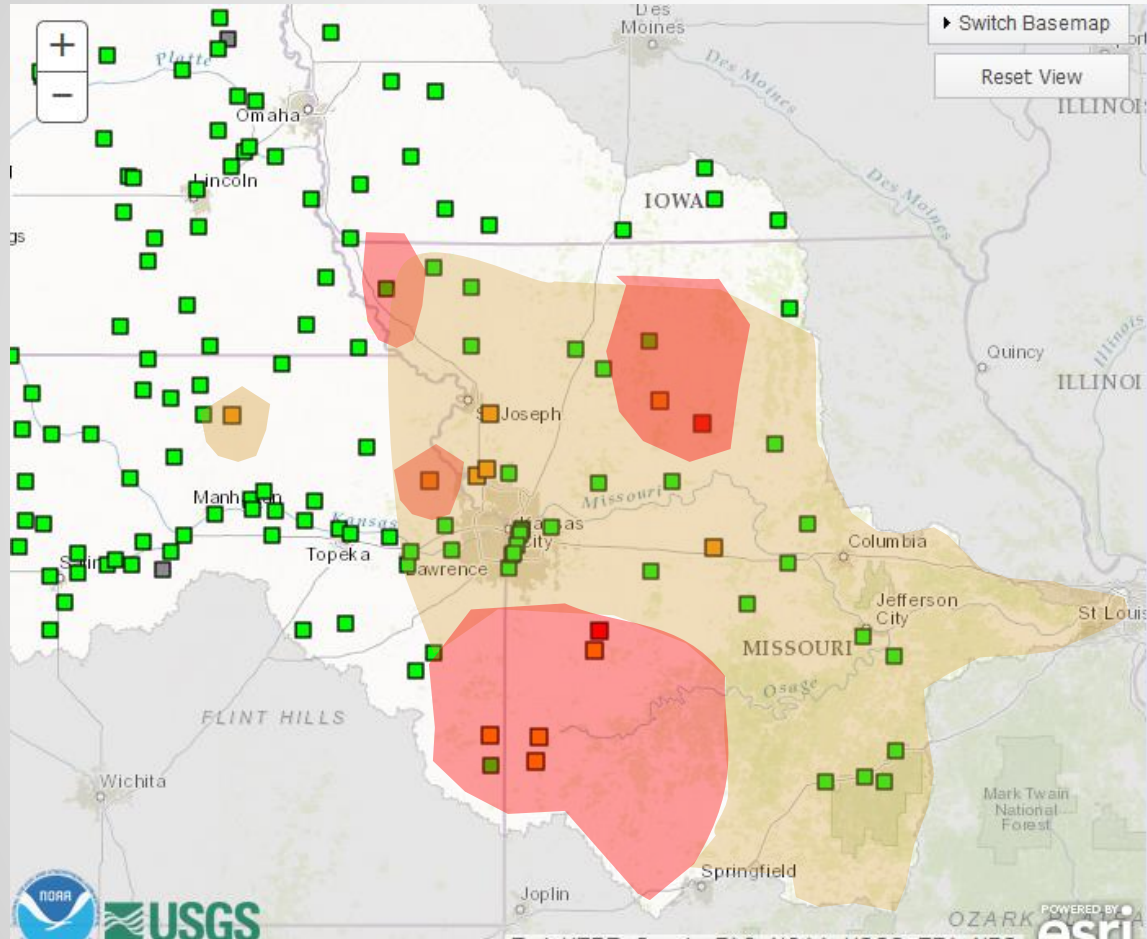 +
−
Des
Moines
Switch Basemap
Reset View
Platte
Omaha
Des Moines
ILLINOIS
Lincoln
IOWA
Des Moines
gs
Quincy
Illinois
ILLINOI
St Joseph
Manhattan
Kansas
Missouri
Kansas
City
Topeka
Lawrence
Columbia
Jefferson
City
St Louis
MISSOURI
Osage
FLINT HILLS
Wichita
Mark Twain
National
Forest
Springfield
Joplin
NOAA
USGS
OZARK
POWERED BY
esri